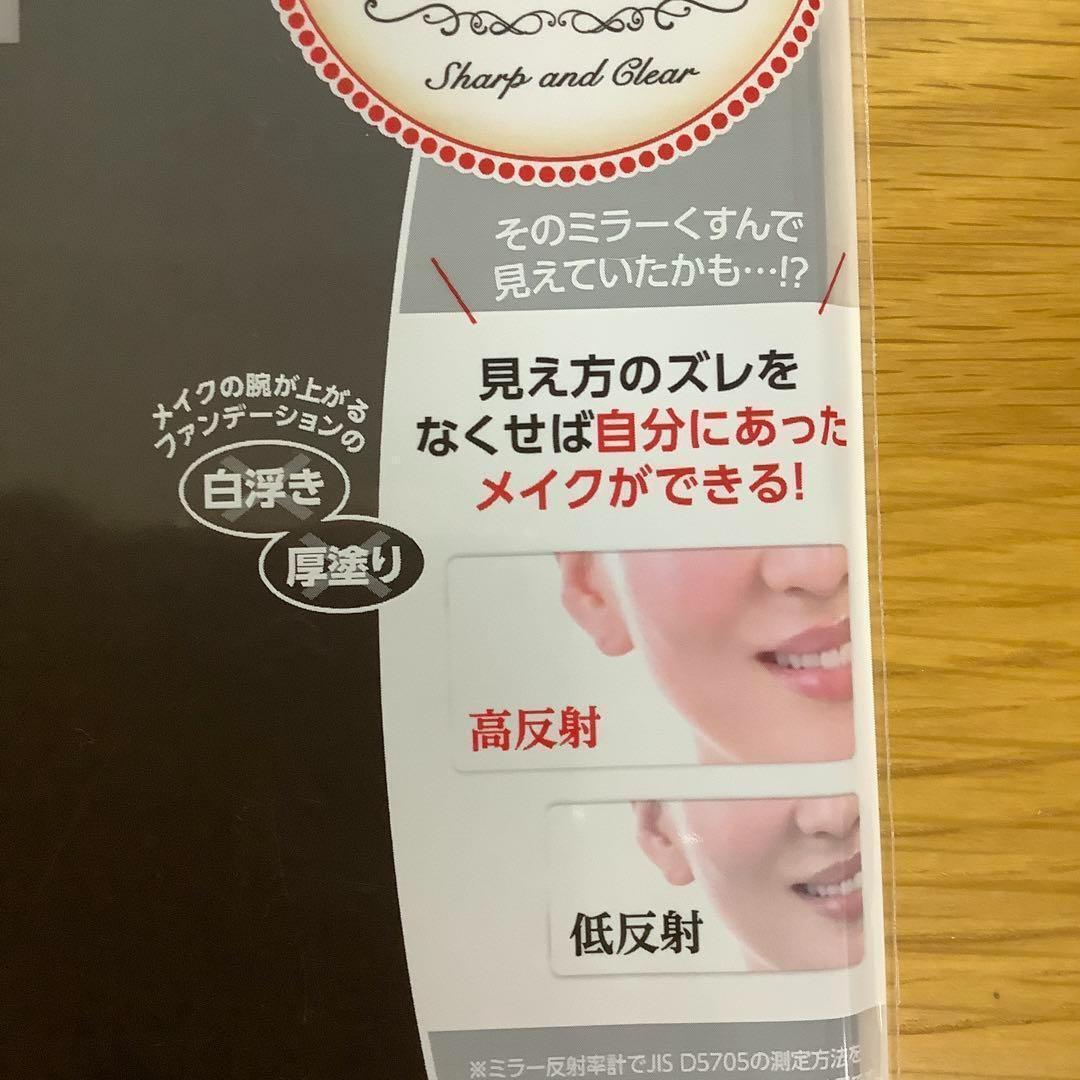 Sharp and Clear
そのミラーくすんで
見えていたかも…!?
見え方のズレを
なくせば自分にあった
メイクができる!
メイクの腕が上がる
ファンデーションの
白浮き
厚塗り
高反射
低反射
※ミラー反射率計でJIS D5705の測定方法を